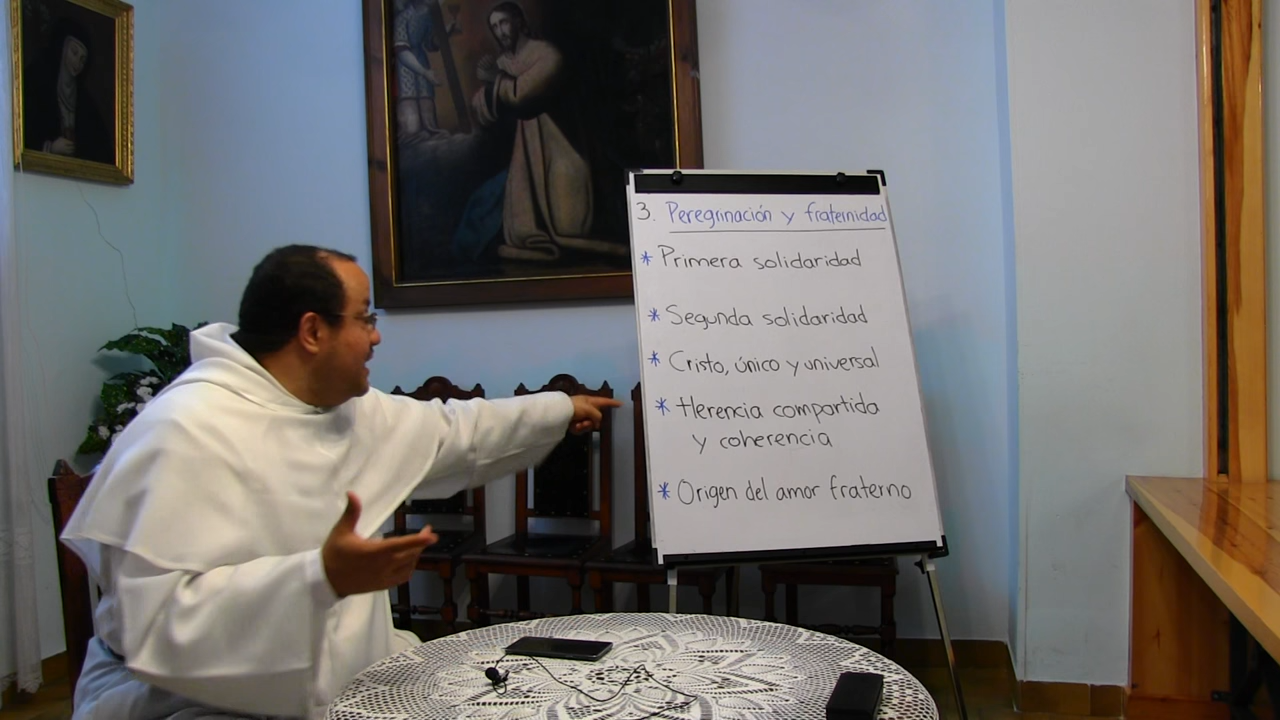 3. Peregrinación y fraternidad
* Primera solidaridad
* Segunda solidaridad
* Cristo, único y universal
* Herencia compartida
y coherencia
* Origen del amor fraterno